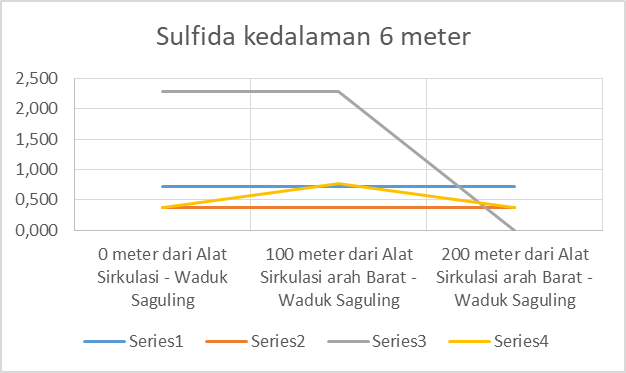 Sulfida kedalaman 6 meter
2,500
2,000
1,500
1,000
0,500
0,000
0 meter dari Alat
Sirkulasi - Waduk
Saguling
100 meter dari Alat
Sirkulasi arah Barat -
Waduk Saguling
200 meter dari Alat
Sirkulasi arah Barat -
Waduk Saguling
Series1 Series2 Series3 Series4